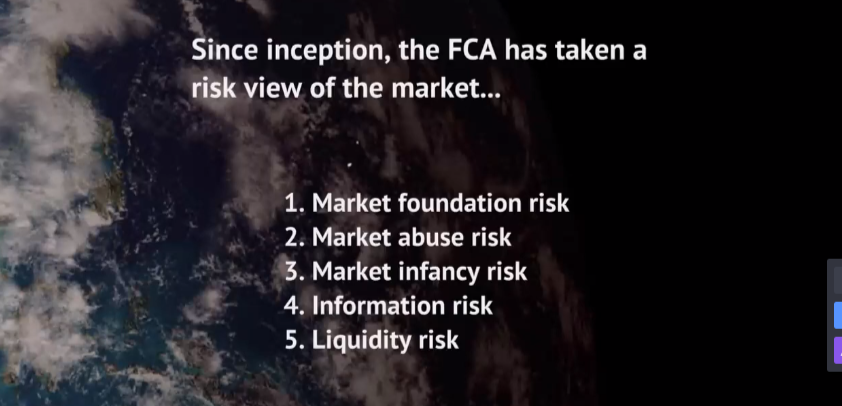 Since inception, the FCA has taken a
risk view of the market...
1. Market foundation risk
2. Market abuse risk
3. Market infancy risk
4. Information risk
5. Liquidity risk